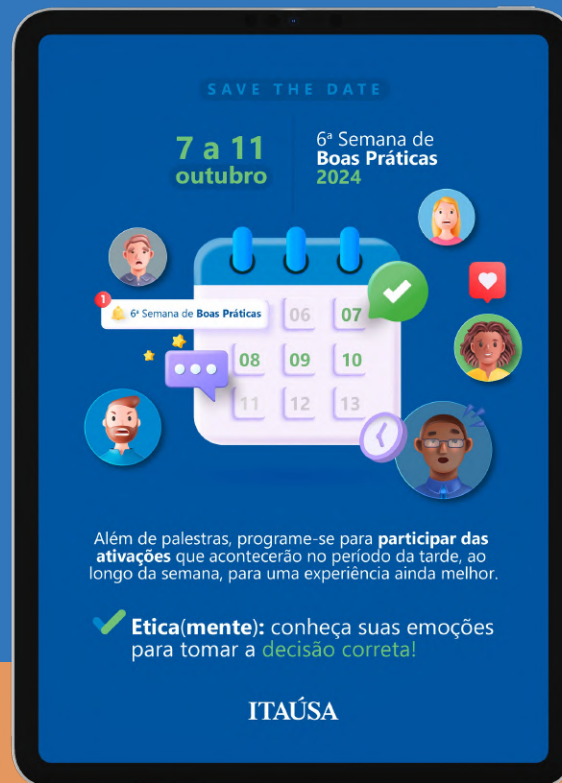 SAVE THE DATE
7 a 11
outubro
6ª Semana de
Boas Práticas
2024
1
6ª Semana de Boas Práticas
06 07
08 09 10
11 12 13
Além de palestras, programe-se para participar das
ativações que acontecerão no período da tarde, ao
longo da semana, para uma experiência ainda melhor.
Etica(mente): conheça suas emoções
para tomar a decisão correta!
ITAÚSA